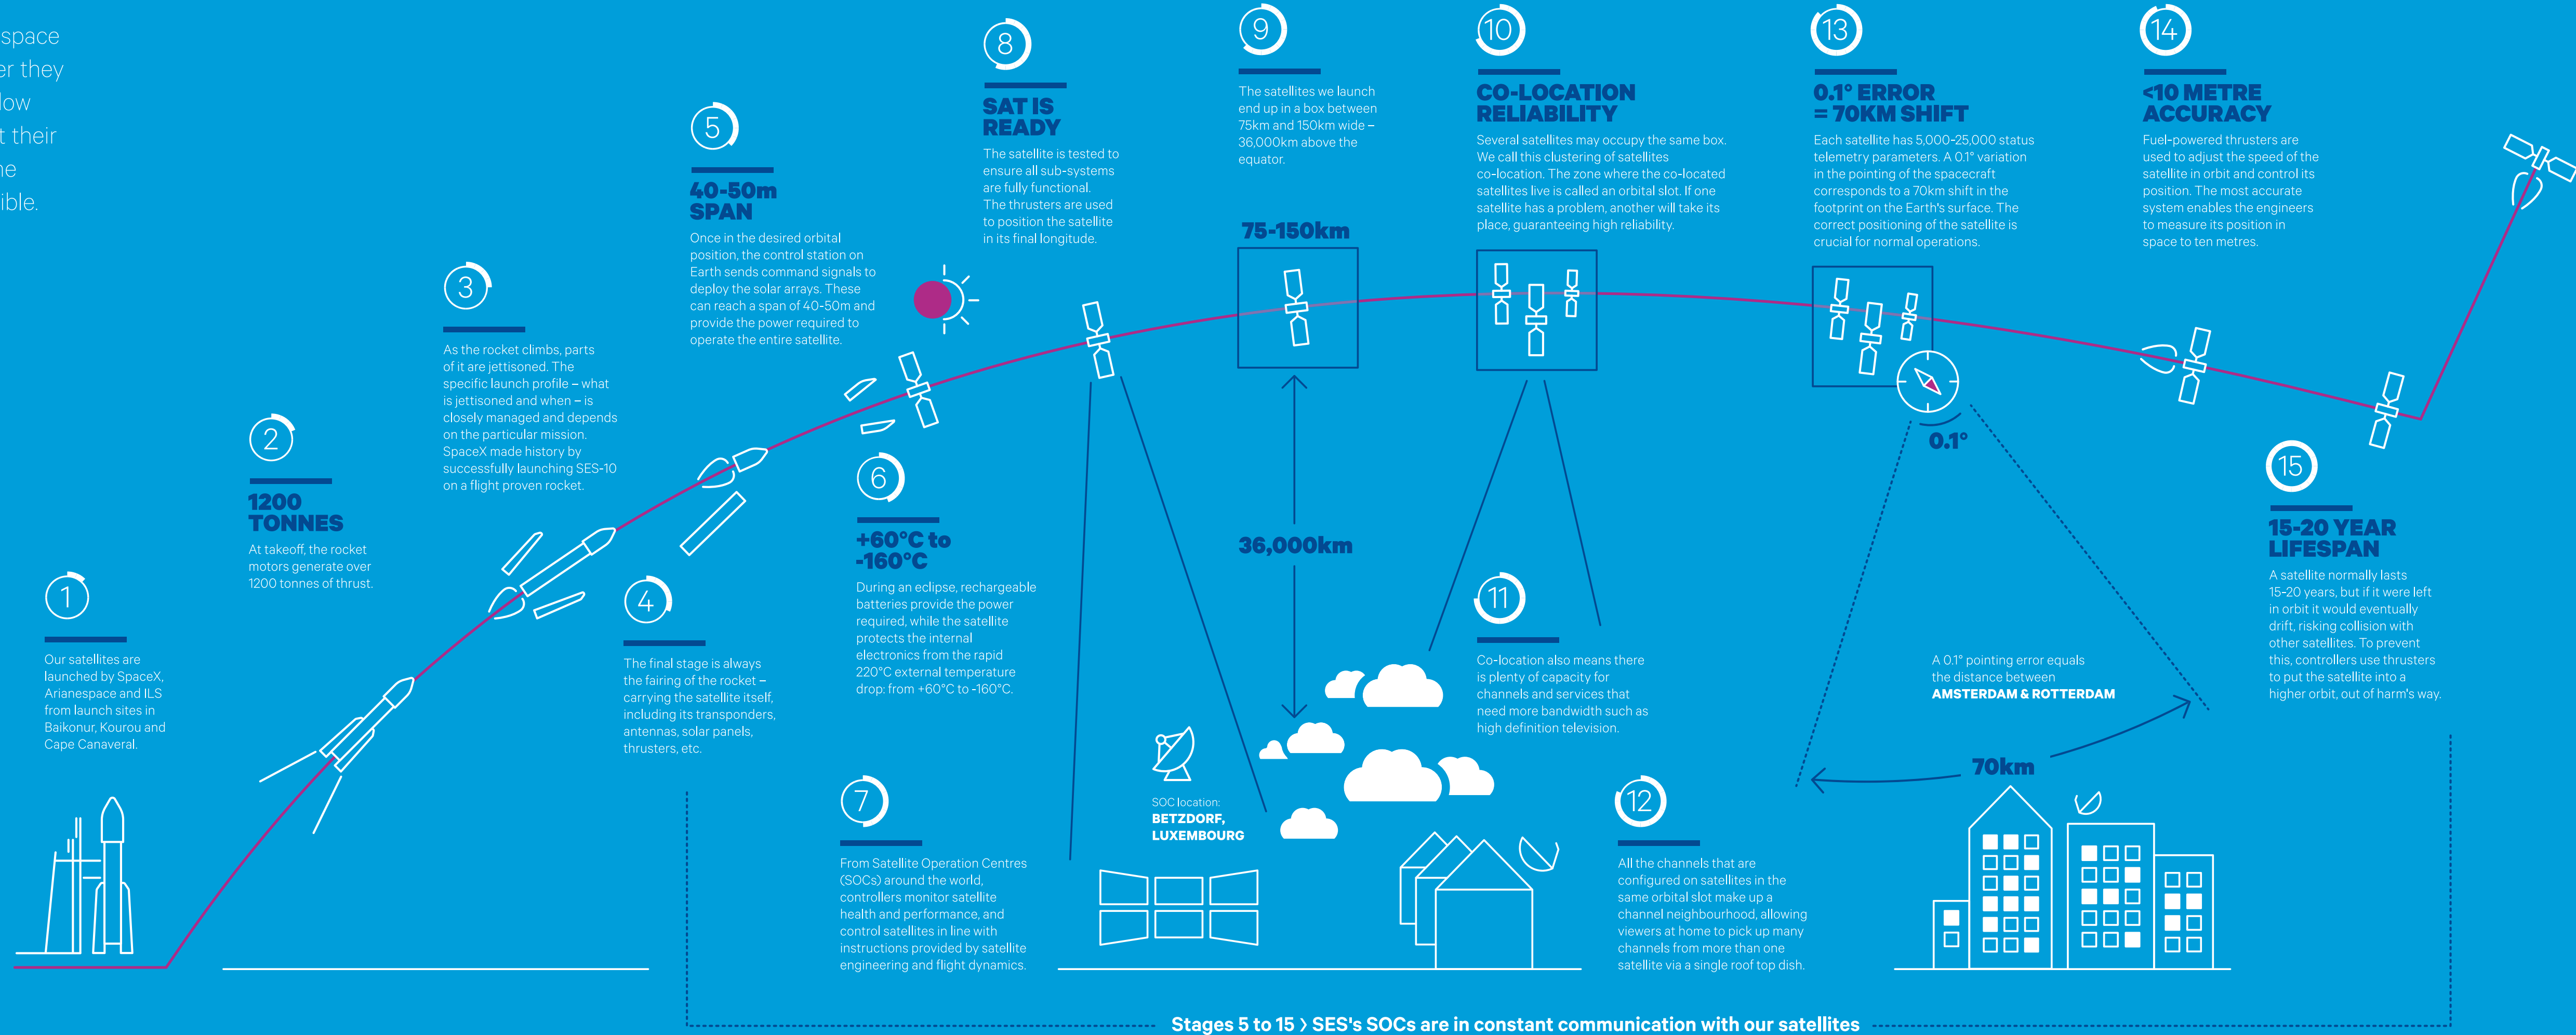 space
er they
low
t their
ne
ible.
1
Our satellites are
launched by SpaceX,
Arianespace and ILS
from launch sites in
Baikonur, Kourou and
Cape Canaveral.
2
1200
TONNES
At takeoff, the rocket
motors generate over
1200 tonnes of thrust.
3
As the rocket climbs, parts
of it are jettisoned. The
specific launch profile – what
is jettisoned and when – is
closely managed and depends
on the particular mission.
SpaceX made history by
successfully launching SES-10
on a flight proven rocket.
4
The final stage is always
the fairing of the rocket –
carrying the satellite itself,
including its transponders,
antennas, solar panels,
thrusters, etc.
5
40-50m
SPAN
Once in the desired orbital
position, the control station on
Earth sends command signals to
deploy the solar arrays. These
can reach a span of 40-50m and
provide the power required to
operate the entire satellite.
6
+60°C to
-160°C
During an eclipse, rechargeable
batteries provide the power
required, while the satellite
protects the internal
electronics from the rapid
220°C external temperature
drop: from +60°C to -160°C.
7
From Satellite Operation Centres
(SOCs) around the world,
controllers monitor satellite
health and performance, and
control satellites in line with
instructions provided by satellite
engineering and flight dynamics.
SOC location:
BETZDORF,
LUXEMBOURG
8
SAT IS
READY
The satellite is tested to
ensure all sub-systems
are fully functional.
The thrusters are used
to position the satellite
in its final longitude.
9
The satellites we launch
end up in a box between
75km and 150km wide –
36,000km above the
equator.
75-150km
36,000km
10
CO-LOCATION
RELIABILITY
Several satellites may occupy the same box.
We call this clustering of satellites
co-location. The zone where the co-located
satellites live is called an orbital slot. If one
satellite has a problem, another will take its
place, guaranteeing high reliability.
11
Co-location also means there
is plenty of capacity for
channels and services that
need more bandwidth such as
high definition television.
12
All the channels that are
configured on satellites in the
same orbital slot make up a
channel neighbourhood, allowing
viewers at home to pick up many
channels from more than one
satellite via a single roof top dish.
13
0.1° ERROR
= 70KM SHIFT
Each satellite has 5,000-25,000 status
telemetry parameters. A 0.1° variation
in the pointing of the spacecraft
corresponds to a 70km shift in the
footprint on the Earth's surface. The
correct positioning of the satellite is
crucial for normal operations.
0.1°
A 0.1° pointing error equals
the distance between
AMSTERDAM & ROTTERDAM
70km
14
<10 METRE
ACCURACY
Fuel-powered thrusters are
used to adjust the speed of the
satellite in orbit and control its
position. The most accurate
system enables the engineers
to measure its position in
space to ten metres.
15
15-20 YEAR
LIFESPAN
A satellite normally lasts
15-20 years, but if it were left
in orbit it would eventually
drift, risking collision with
other satellites. To prevent
this, controllers use thrusters
to put the satellite into a
higher orbit, out of harm's way.
Stages 5 to 15 › SES's SOCs are in constant communication with our satellites